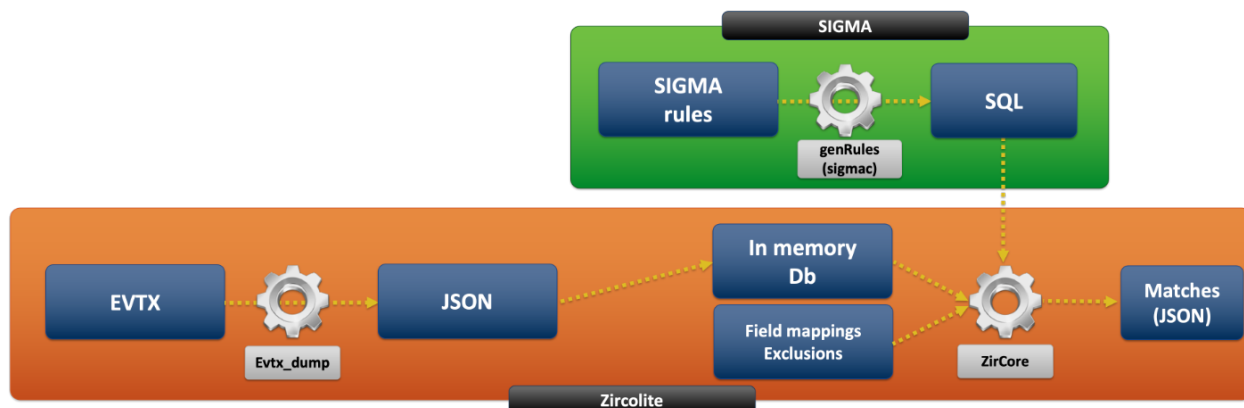 SIGMA
SIGMA
rules
SQL
genRules
(sigmac)
EVTX
Evtx_dump
JSON
In memory
Db
Field mappings
Exclusions
ZirCore
Matches
(JSON)
Zircolite